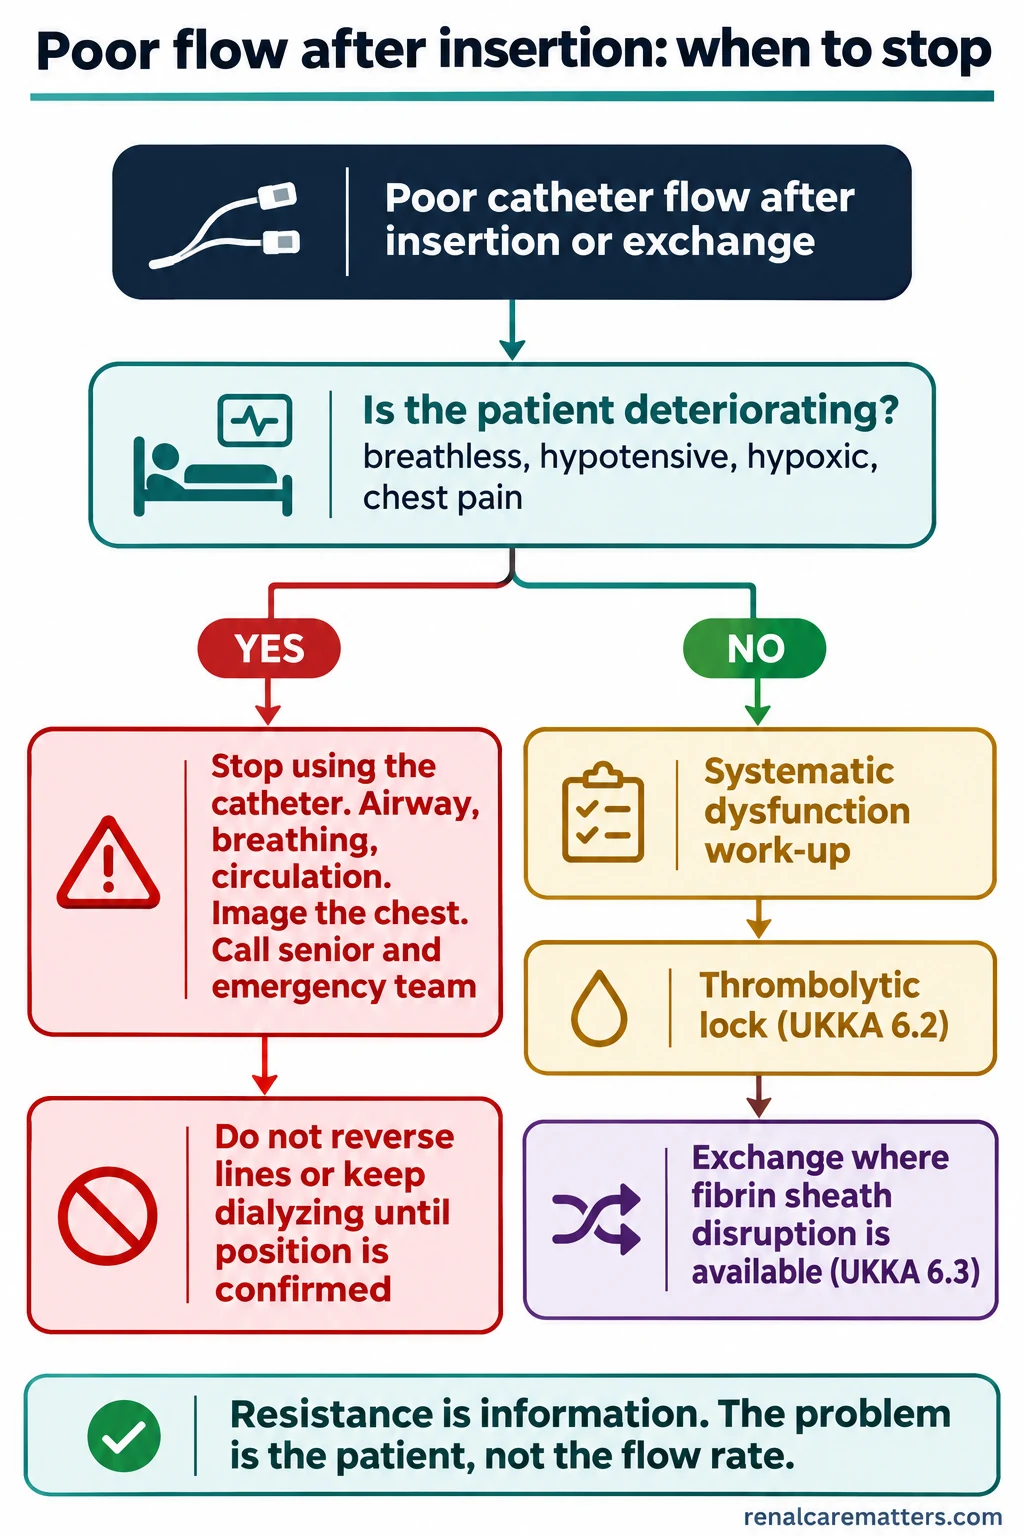 Poor flow after insertion: when to stop
Poor catheter flow after
insertion or exchange
Is the patient deteriorating?
breathless, hypotensive, hypoxic,
chest pain
YES
NO
Stop using the
catheter. Airway,
breathing,
circulation.
Image the chest.
Call senior and
emergency team
Do not reverse
lines or keep
dialyzing until
position is
confirmed
Systematic
dysfunction
work-up
Thrombolytic
lock (UKKA 6.2)
Exchange where
fibrin sheath
disruption is
available (UKKA 6.3)
Resistance is information. The problem
is the patient, not the flow rate.
renalcarematters.com